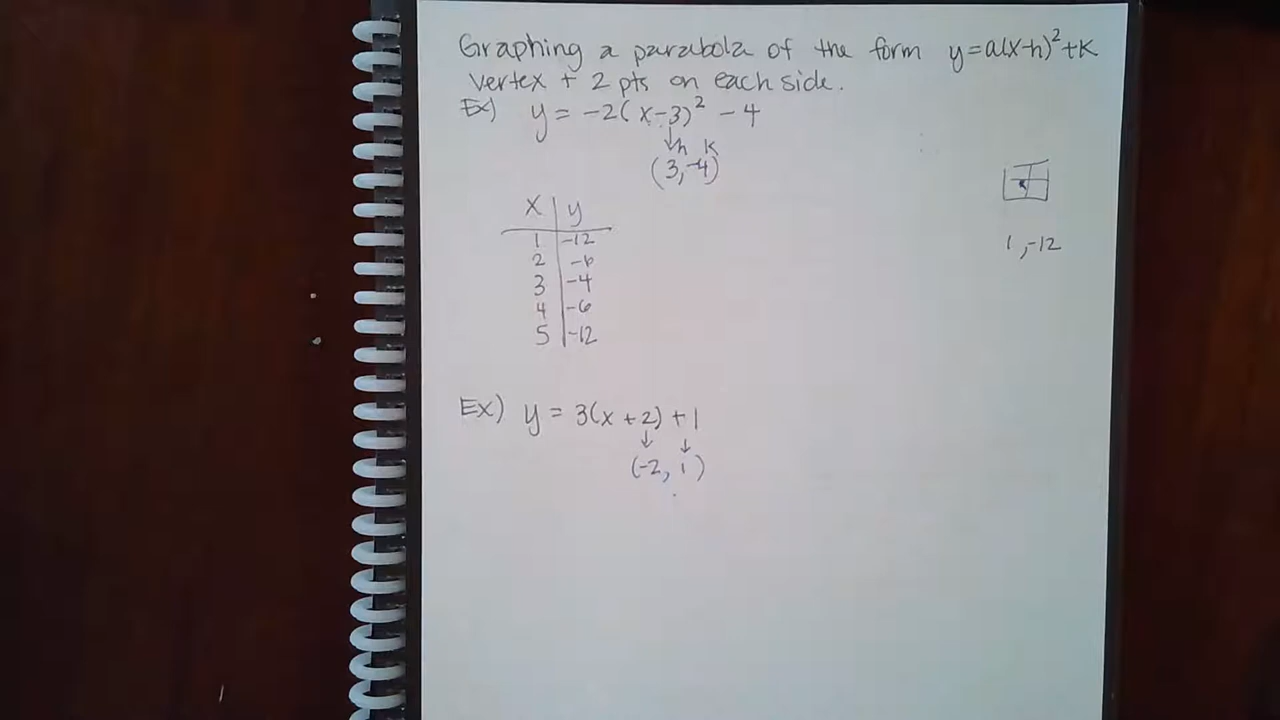 Graphing a parabola of the form y=a(x-h)²+k
vertex + 2 pts on each side.
Ex) y = -2(x-3)² - 4
h k
(3,-4)
x y
1 -12
2 -6
3 -4
4 -6
5 -12
1,-12
Ex) y = 3(x+2) +1
(-2, 1)